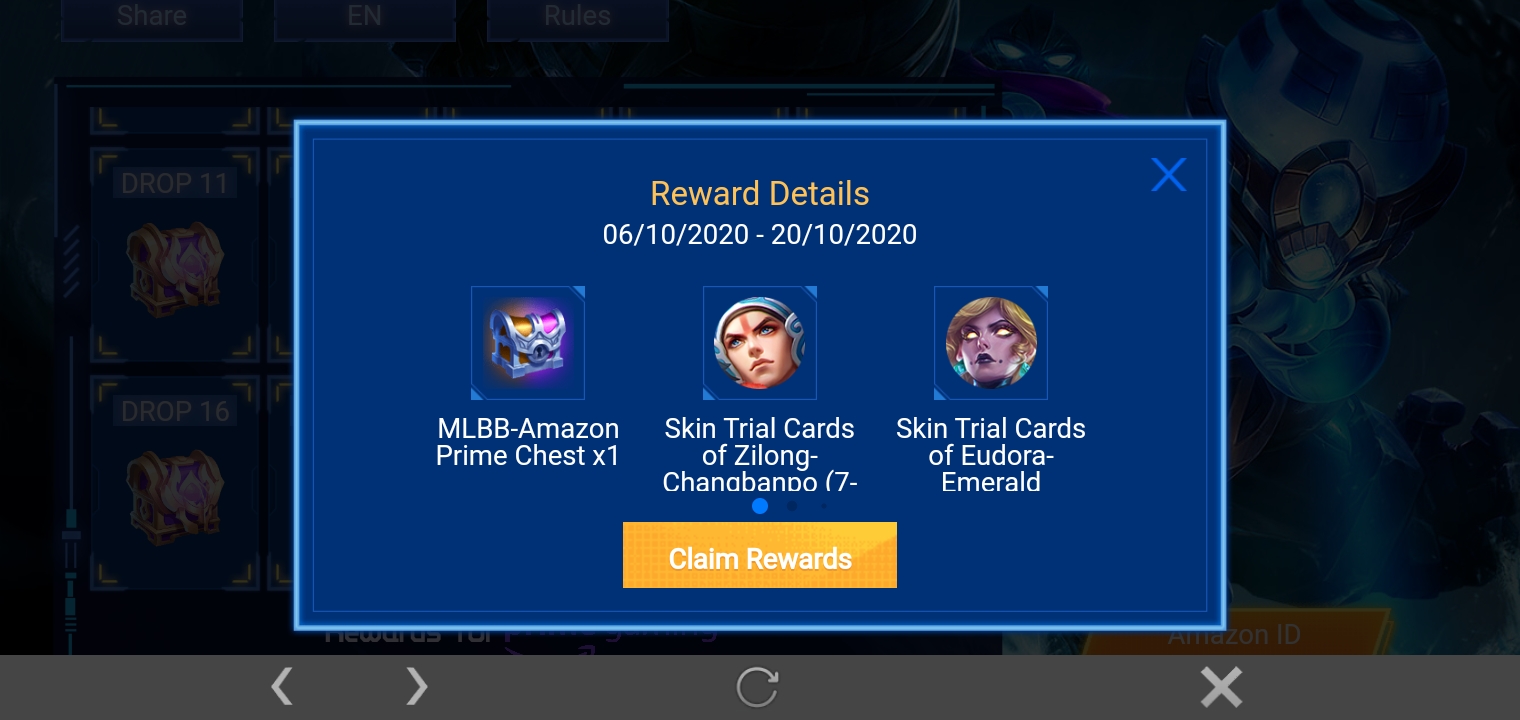 Share
EN
Rules
DROP 11
DROP 16
Reward Details
06/10/2020 - 20/10/2020
MLBB-Amazon
Prime Chest x1
Skin Trial Cards
of Zilong-
Changbanpo (7-
Skin Trial Cards
of Eudora-
Emerald
Claim Rewards
Rewards for prime gaming
Amazon ID